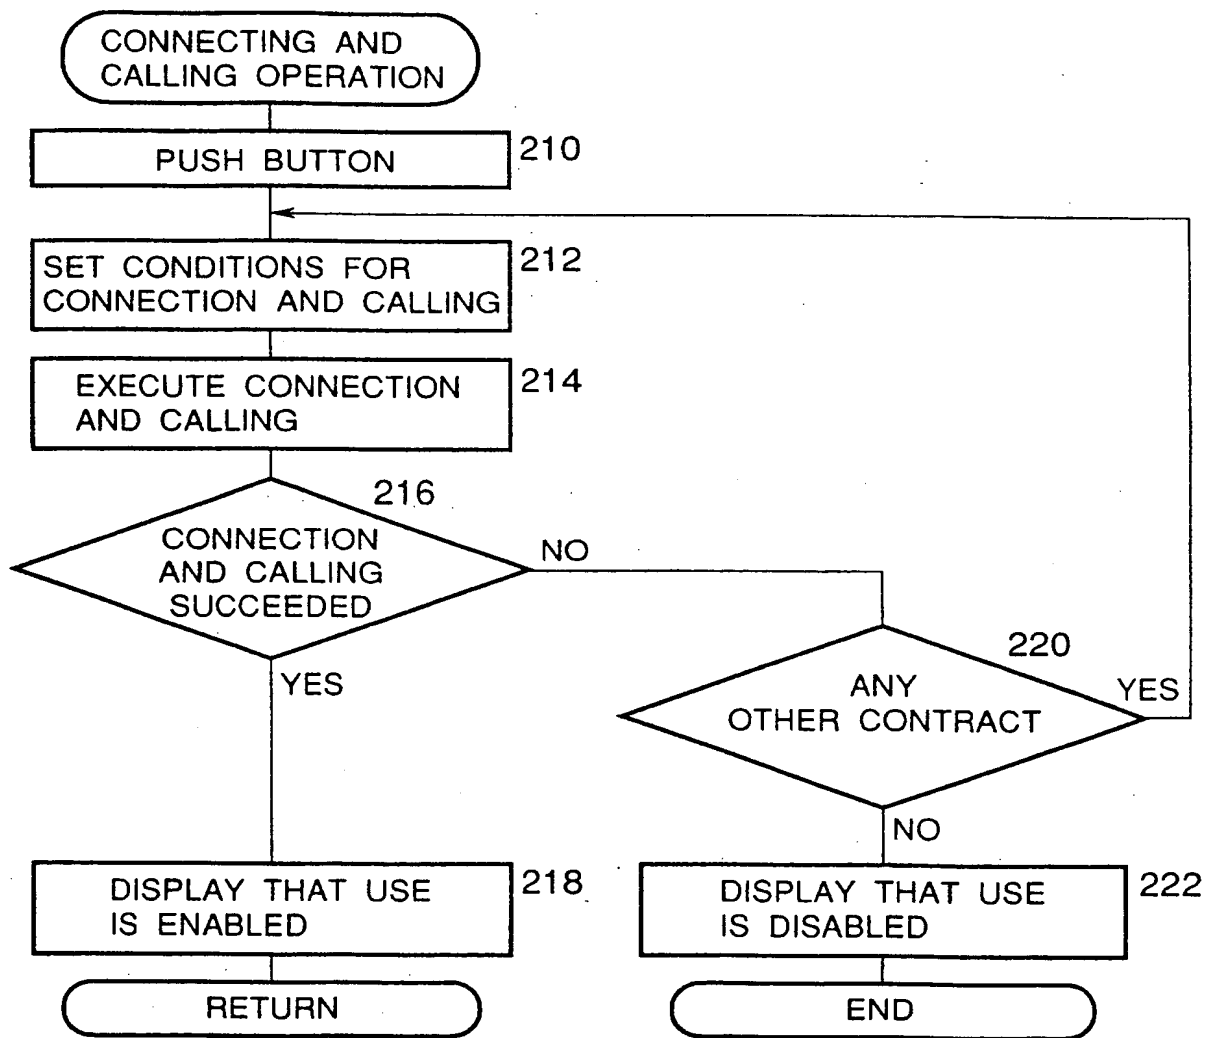 CONNECTING AND
CALLING OPERATION
PUSH BUTTON
210
SET CONDITIONS FOR
CONNECTION AND CALLING
212
EXECUTE CONNECTION
AND CALLING
214
216
CONNECTION
AND CALLING
SUCCEEDED
NO
YES
220
ANY
OTHER CONTRACT
YES
NO
DISPLAY THAT USE
IS ENABLED
218
DISPLAY THAT USE
IS DISABLED
222
RETURN
END